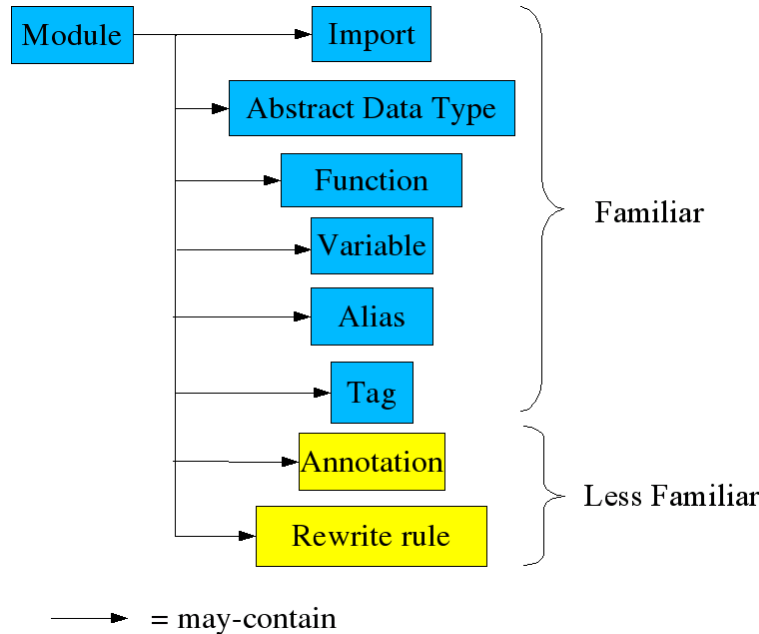 Module
Import
Abstract Data Type
Function
Variable
Alias
Tag
Familiar
Annotation
Rewrite rule
Less Familiar
= may-contain